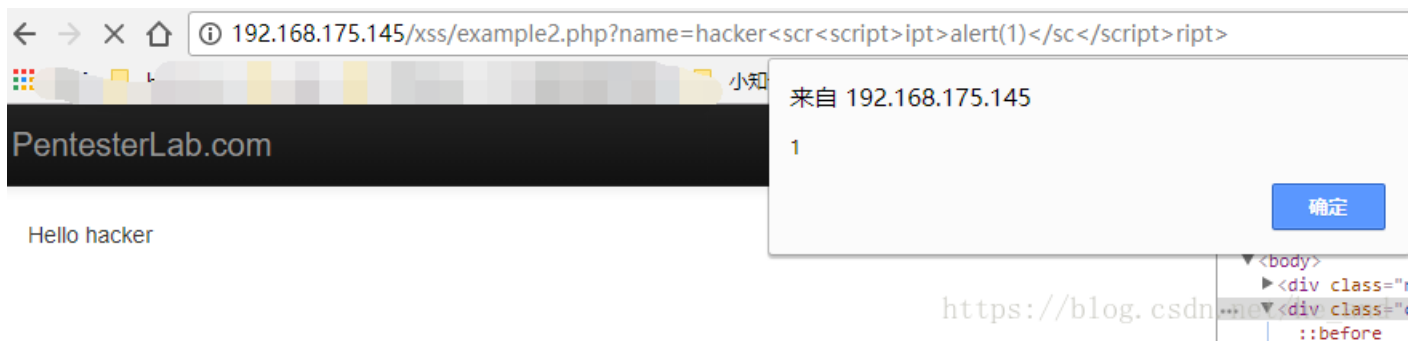 192.168.175.145/xss/example2.php?name=hacker<scr<script>ipt>alert(1)</sc</script>ript>
小知
来自 192.168.175.145
1
确定
PentesterLab.com
Hello hacker
<body>
<div class="
<div class="
::before
https://blog.csdn.net